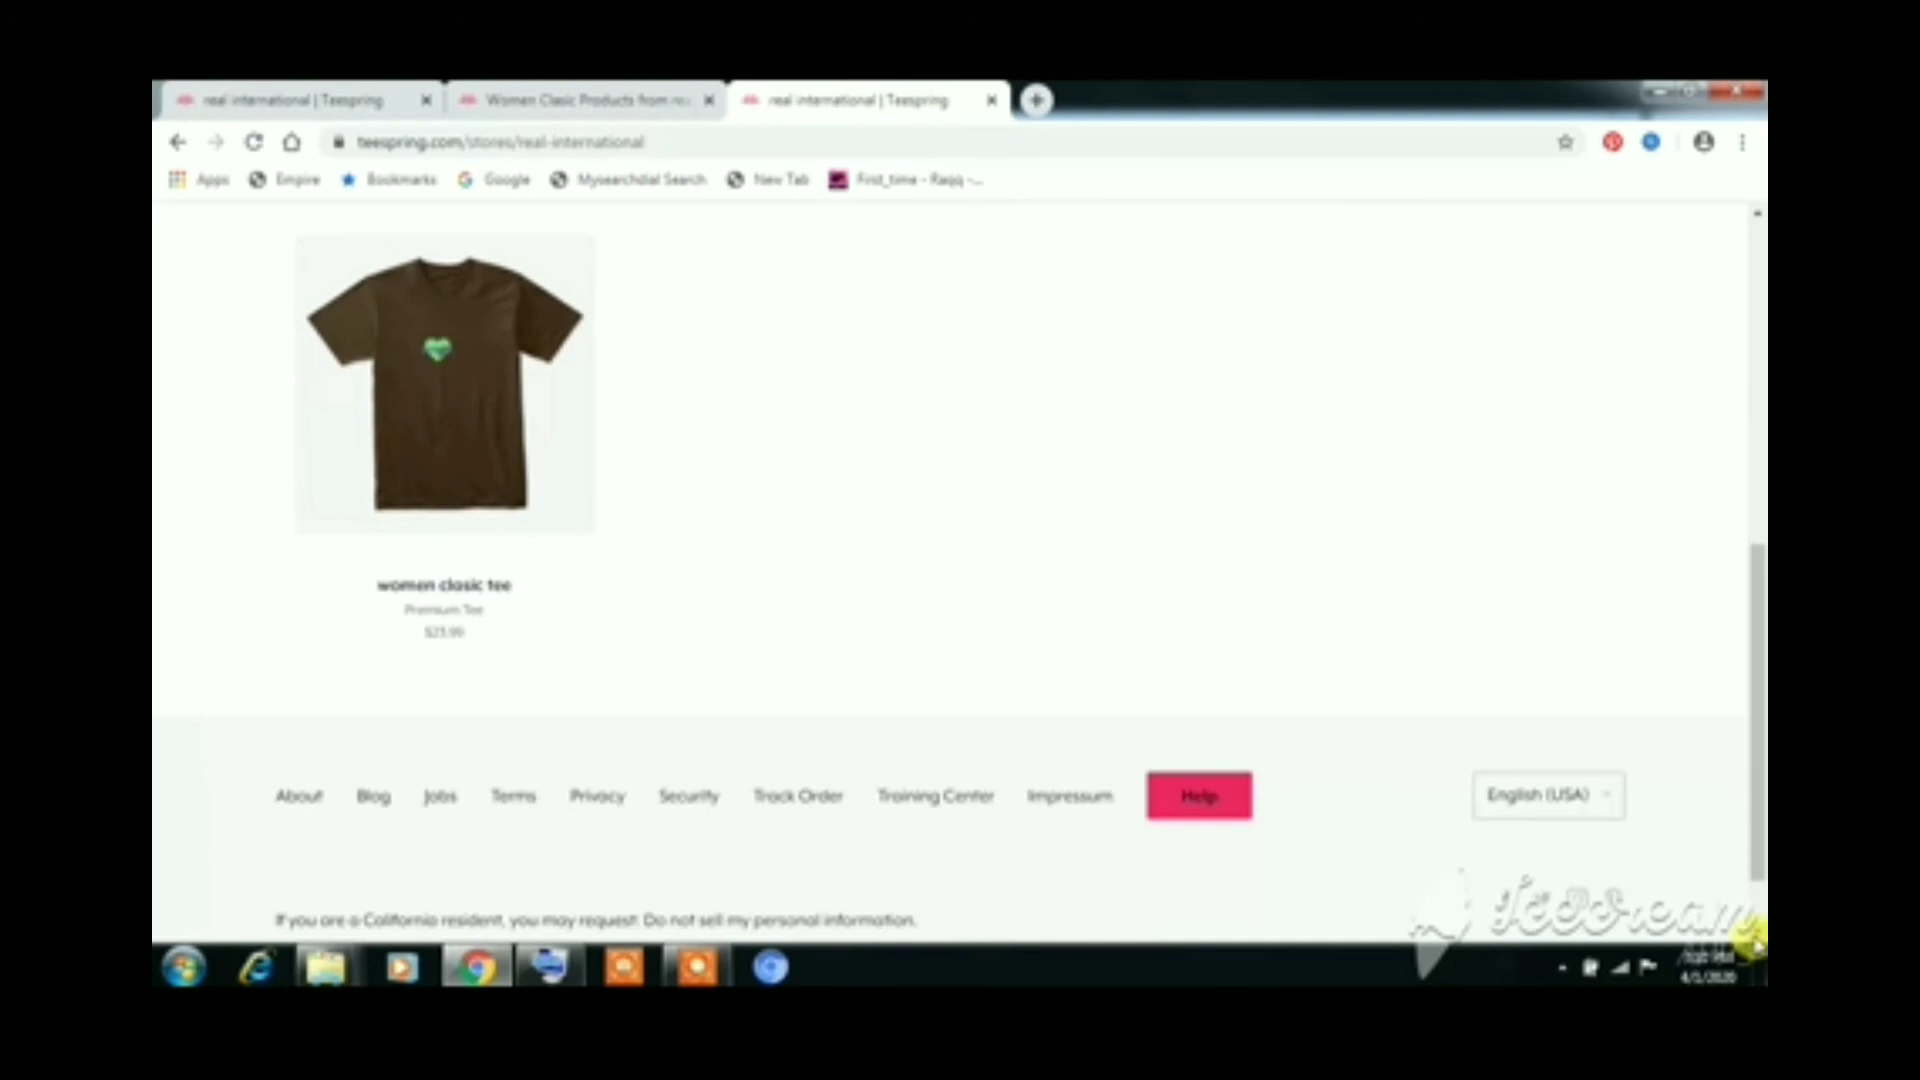 real international | Teespring
Women Clasic Products from rea
real international | Teespring
teespring.com/stores/real-international
Apps
Empire
Bookmarks
Google
Mysearchdial Search
New Tab
First_time - Raqq -...
women clasic tee
Premium Tee
$23.99
About
Blog
Jobs
Terms
Privacy
Security
Track Order
Training Center
Impressum
Help
English (USA)
If you are a California resident, you may request: Do not sell my personal information.